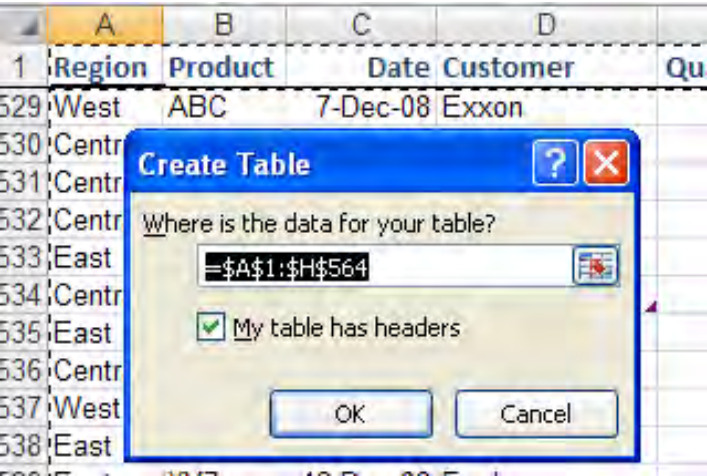 A B C D
1 Region Product Date Customer Qu
529 West ABC 7-Dec-08 Exxon
530 Centr
Create Table ?
531 Centr
532 Centr Where is the data for your table?
533 East =$A$1:$H$564
534 Centr
535 East My table has headers
536 Centr
537 West OK Cancel
538 East